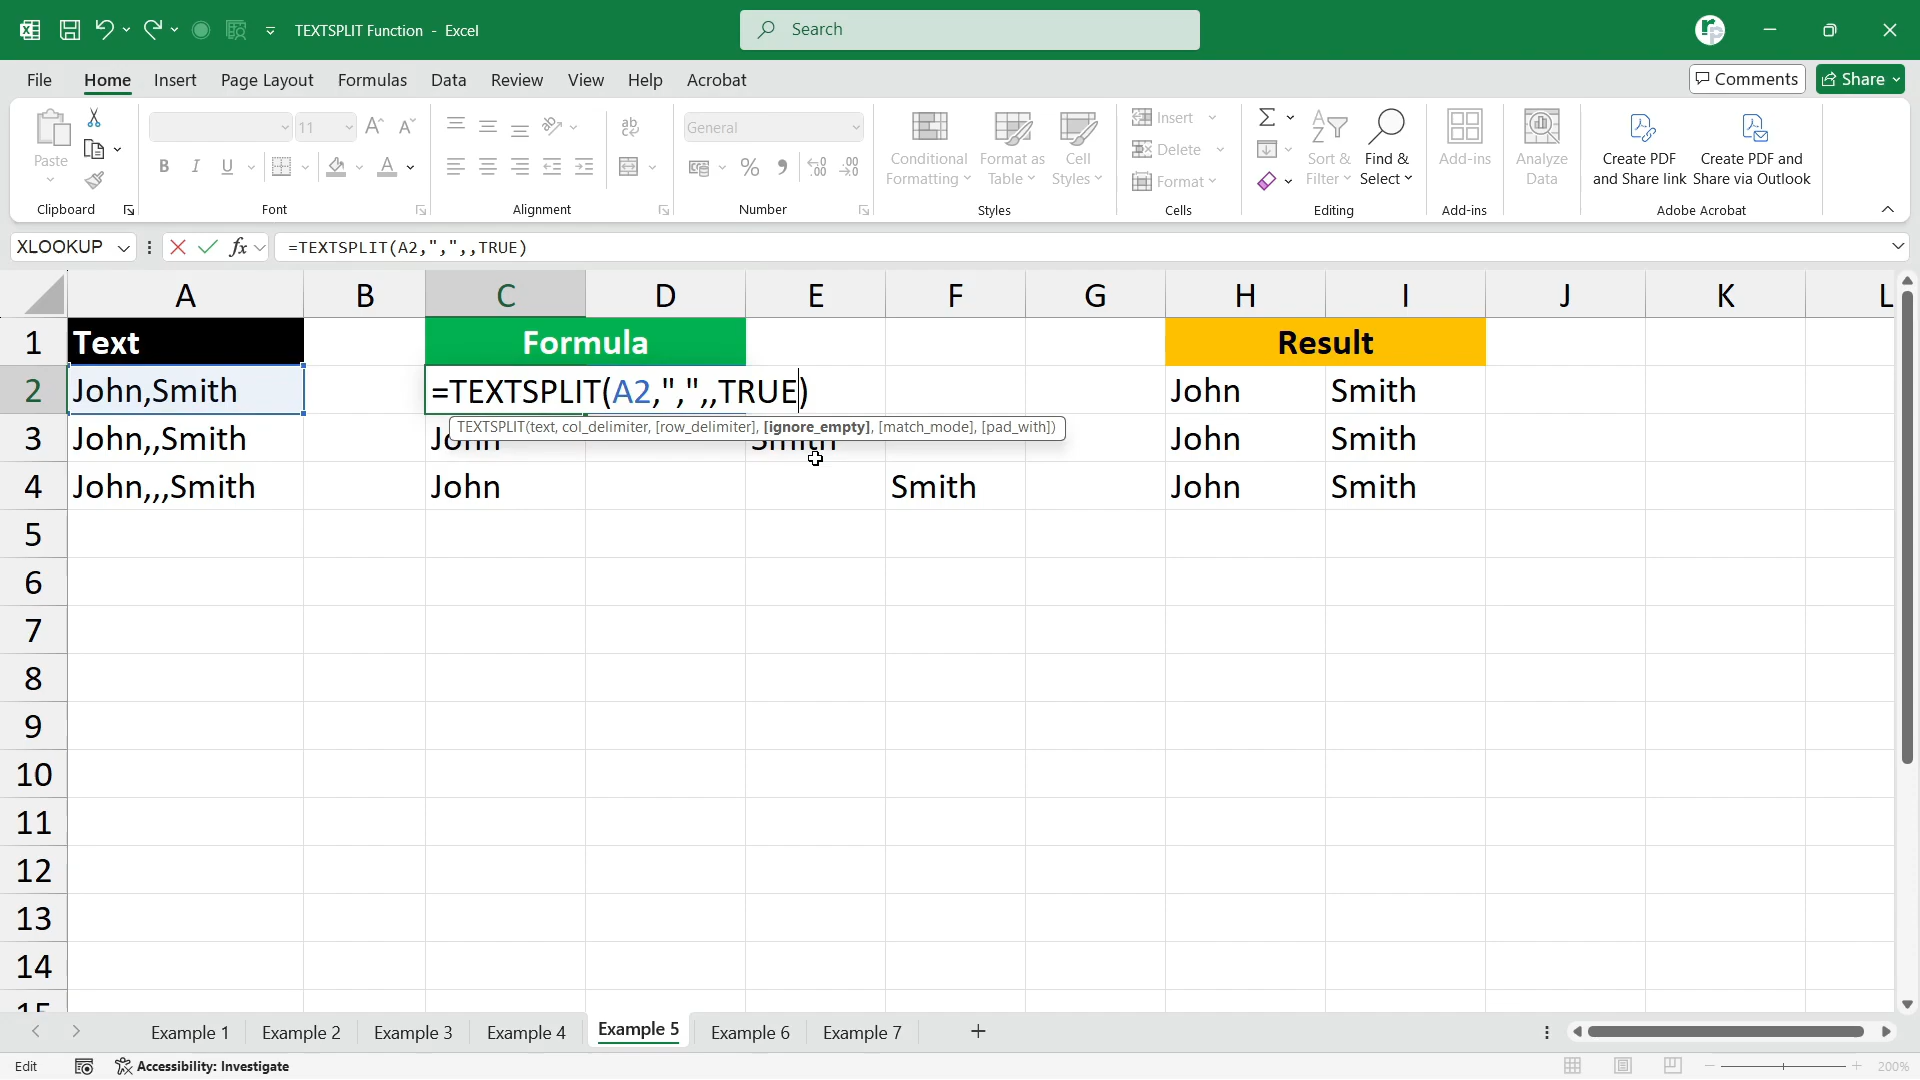 TEXTSPLIT Function - Excel
Search
File Home Insert Page Layout Formulas Data Review View Help Acrobat
Comments Share
Paste
11
General
Conditional Formatting
Format as Table
Cell Styles
Insert
Delete
Format
Sort & Filter
Find & Select
Add-ins
Analyze Data
Create PDF and Share link
Create PDF and Share via Outlook
Clipboard Font Alignment Number Styles Cells Editing Add-ins Adobe Acrobat
XLOOKUP fx =TEXTSPLIT(A2,",",,TRUE)
A B C D E F G H I J K L
1 Text Formula Result
2 John,Smith =TEXTSPLIT(A2,",",,TRUE) John Smith
TEXTSPLIT(text, col_delimiter, [row_delimiter], [ignore_empty], [match_mode], [pad_with])
3 John,,Smith John Smith John Smith
4 John,,,Smith John Smith John Smith
5
6
7
8
9
10
11
12
13
14
15
Example 1 Example 2 Example 3 Example 4 Example 5 Example 6 Example 7
Edit Accessibility: Investigate 200%